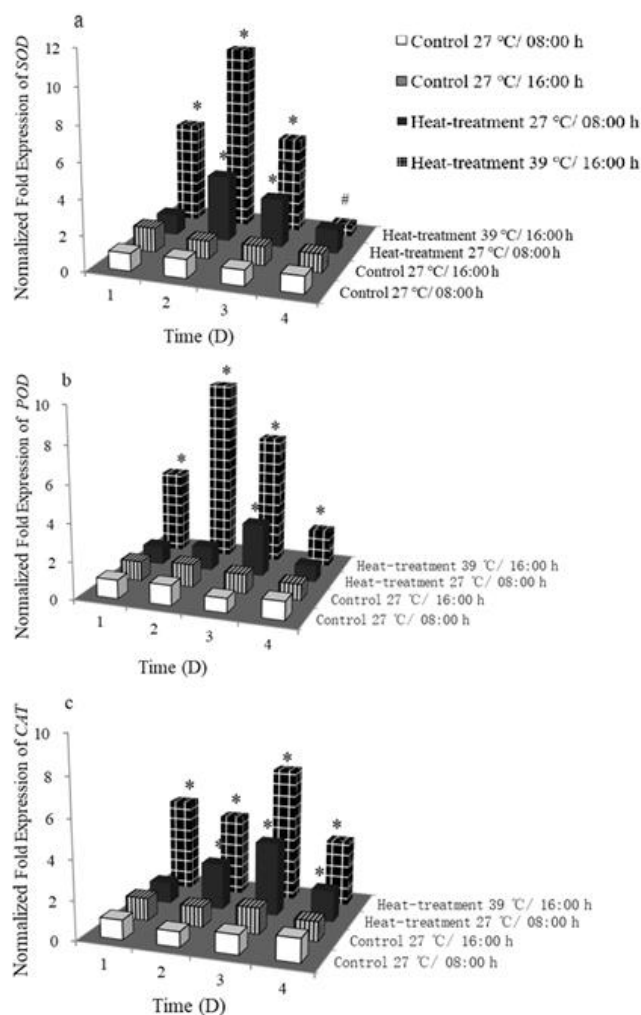 a
Normalized Fold Expression of SOD
12
10
8
6
4
2
0
*
*
*
*
*
#
1
2
3
4
Time (D)
Heat-treatment 39 ℃/ 16:00 h
Heat-treatment 27 ℃/ 08:00 h
Control 27 ℃/ 16:00 h
Control 27 ℃/ 08:00 h
Control 27 ℃/ 08:00 h
Control 27 ℃/ 16:00 h
Heat-treatment 27 ℃/ 08:00 h
Heat-treatment 39 ℃/ 16:00 h
b
Normalized Fold Expression of POD
10
8
6
4
2
0
*
*
*
*
*
1
2
3
4
Time (D)
Heat-treatment 39 ℃/ 16:00 h
Heat-treatment 27 ℃/ 08:00 h
Control 27 ℃/ 16:00 h
Control 27 ℃/ 08:00 h
c
Normalized Fold Expression of CAT
10
8
6
4
2
0
*
*
*
*
*
*
*
1
2
3
4
Time (D)
Heat-treatment 39 ℃/ 16:00 h
Heat-treatment 27 ℃/ 08:00 h
Control 27 ℃/ 16:00 h
Control 27 ℃/ 08:00 h